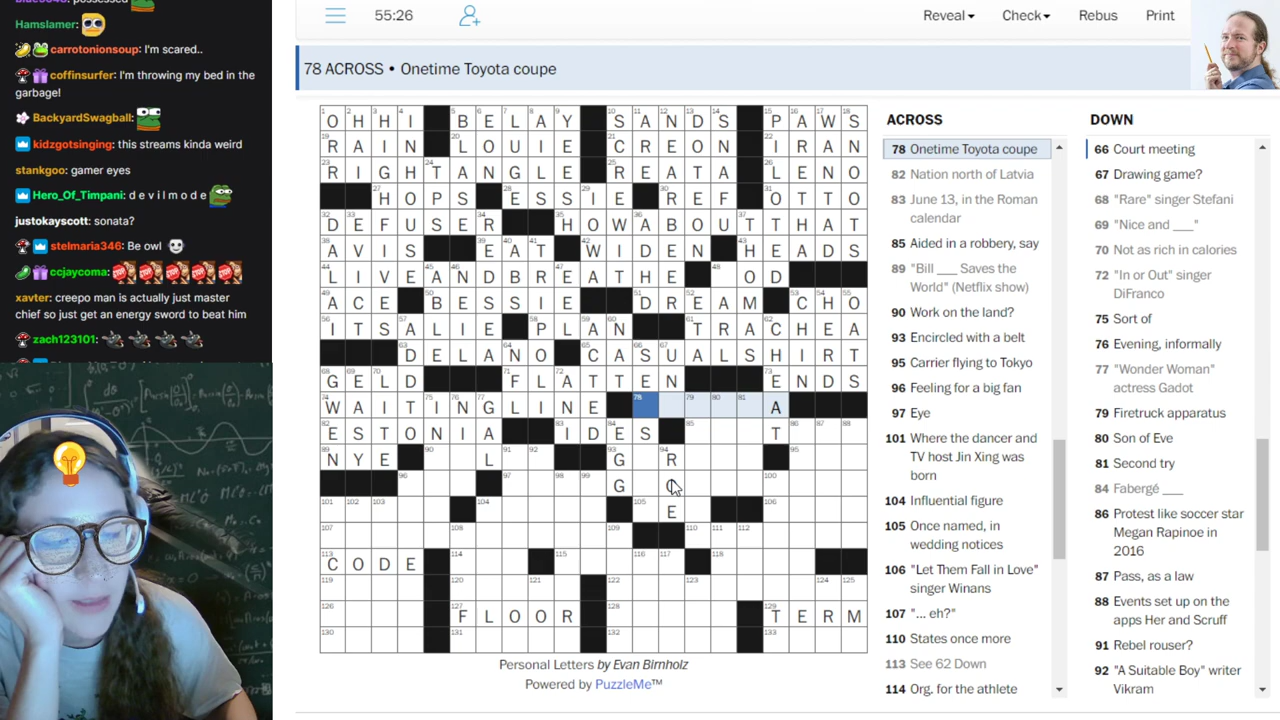 possessed
Hamslamer:
carrotonionsoup: I'm scared..
coffinsurfer: I'm throwing my bed in the
garbage!
BackyardSwagball:
kidzgotsinging: this streams kinda weird
stankgoo: gamer eyes
Hero_Of_Timpani: d e v i l m o d e
justokayscott: sonata?
stelmaria346: Be owl
ccjaycoma:
xavter: creepo man is actually just master
chief so just get an energy sword to beat him
zach123101:
55:26
Reveal
Check
Rebus
Print
78 ACROSS • Onetime Toyota coupe
O H H I B E L A Y S A N D S P A W S
R A I N L O U I E C R E O N I R A N
R I G H T A N G L E R E A T A L E N O
H O P S E S S I E R E F O T T O
D E F U S E R H O W A B O U T T H A T
A V I S E A T W I D E N H E A D S
L I V E A N D B R E A T H E O D
A C E B E S S I E D R E A M C H O
I T S A L I E P L A N T R A C H E A
D E L A N O C A S U A L S H I R T
G E L D F L A T T E N E N D S
W A I T I N G L I N E A
E S T O N I A I D E S T
N Y E L G R
G C
E
C O D E
F L O O R T E R M
Personal Letters by Evan Birnholz
Powered by PuzzleMe™
ACROSS
78 Onetime Toyota coupe
82 Nation north of Latvia
83 June 13, in the Roman
calendar
85 Aided in a robbery, say
89 "Bill ___ Saves the
World" (Netflix show)
90 Work on the land?
93 Encircled with a belt
95 Carrier flying to Tokyo
96 Feeling for a big fan
97 Eye
101 Where the dancer and
TV host Jin Xing was
born
104 Influential figure
105 Once named, in
wedding notices
106 "Let Them Fall in Love"
singer Winans
107 "... eh?"
110 States once more
113 See 62 Down
114 Org. for the athlete
DOWN
66 Court meeting
67 Drawing game?
68 "Rare" singer Stefani
69 "Nice and ___"
70 Not as rich in calories
72 "In or Out" singer
DiFranco
75 Sort of
76 Evening, informally
77 "Wonder Woman"
actress Gadot
79 Firetruck apparatus
80 Son of Eve
81 Second try
84 Fabergé ___
86 Protest like soccer star
Megan Rapinoe in
2016
87 Pass, as a law
88 Events set up on the
apps Her and Scruff
91 Rebel rouser?
92 "A Suitable Boy" writer
Vikram